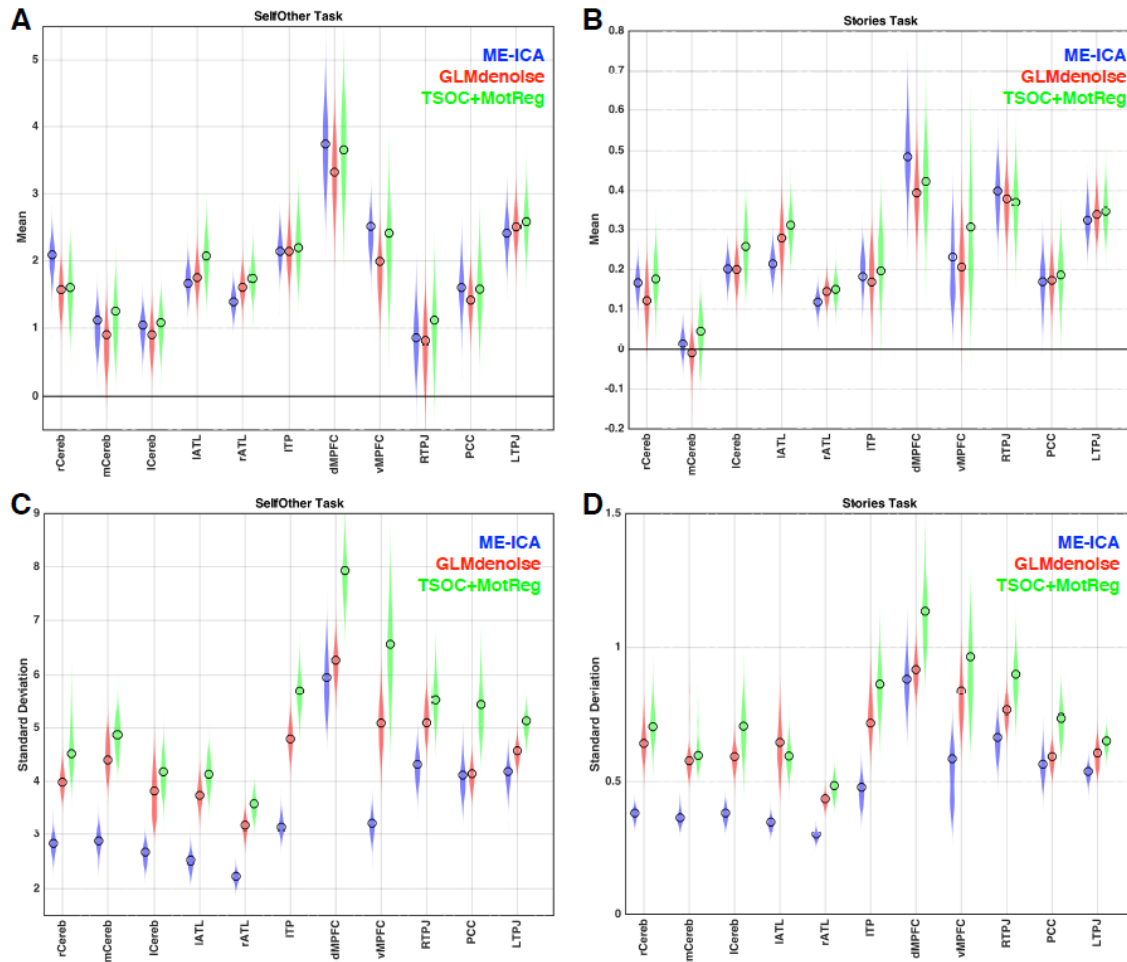 A
SelfOther Task
ME-ICA
GLMdenoise
TSOC+MotReg
Mean
5
4
3
2
1
0
rCereb
mCereb
lCereb
lATL
rATL
lTP
dMPFC
vMPFC
RTPJ
PCC
LTPJ
B
Stories Task
ME-ICA
GLMdenoise
TSOC+MotReg
Mean
0.8
0.7
0.6
0.5
0.4
0.3
0.2
0.1
0
-0.1
-0.2
rCereb
mCereb
lCereb
lATL
rATL
lTP
dMPFC
vMPFC
RTPJ
PCC
LTPJ
C
SelfOther Task
ME-ICA
GLMdenoise
TSOC+MotReg
Standard Deviation
9
8
7
6
5
4
3
2
rCereb
mCereb
lCereb
lATL
rATL
lTP
dMPFC
vMPFC
RTPJ
PCC
LTPJ
D
Stories Task
ME-ICA
GLMdenoise
TSOC+MotReg
Standard Deviation
1.5
1
0.5
0
rCereb
mCereb
lCereb
lATL
rATL
lTP
dMPFC
vMPFC
RTPJ
PCC
LTPJ